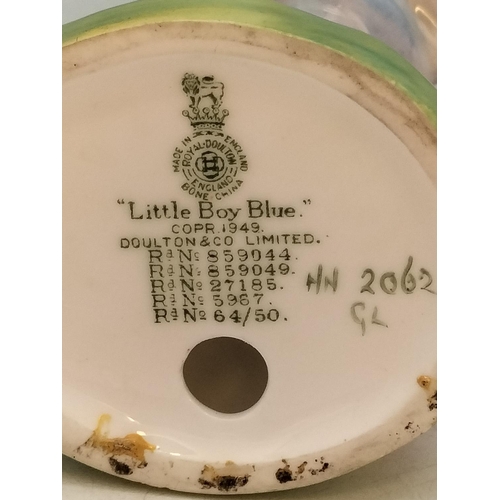 MADE IN ENGLAND
ROYAL·DOULTON
ENGLAND
BONE·CHINA
"Little Boy Blue."
COPR.1949.
DOULTON & CO LIMITED.
Rd No 859044.
Rd No 859049.
Rd No 27185.
Rd No 5967.
Rd No 64/50.
HN 2062
GL